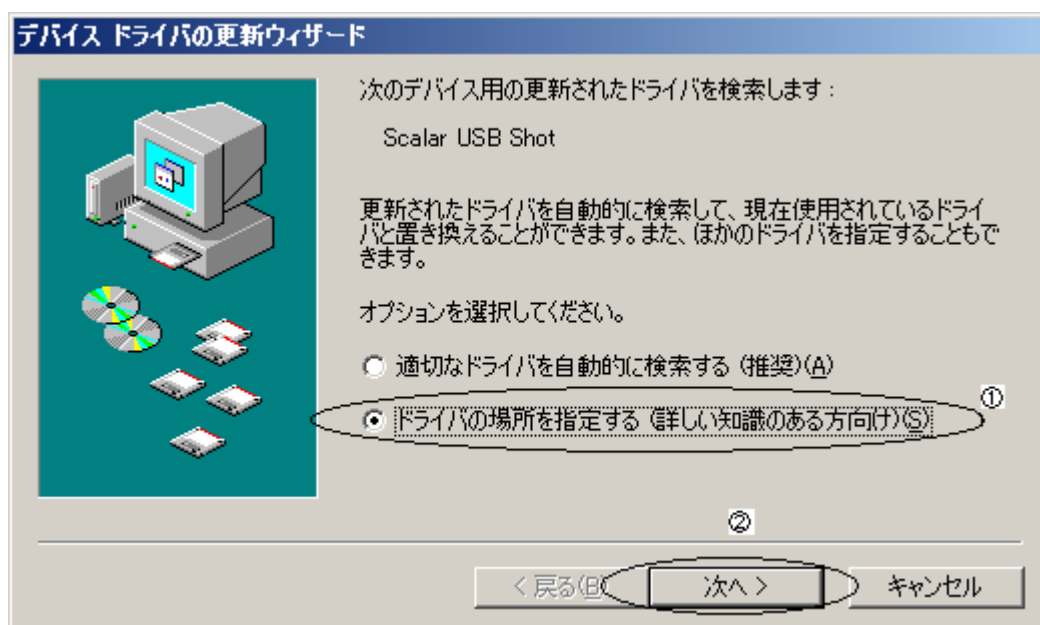 デバイス ドライバの更新ウィザード
次のデバイス用の更新されたドライバを検索します:
Scalar USB Shot
更新されたドライバを自動的に検索して、現在使用されているドライ
バと置き換えることができます。また、ほかのドライバを指定することもで
きます。
オプションを選択してください。
適切なドライバを自動的に検索する (推奨)(A)
①
ドライバの場所を指定する (詳しい知識のある方向け)(S)
②
< 戻る(B) 次へ > キャンセル